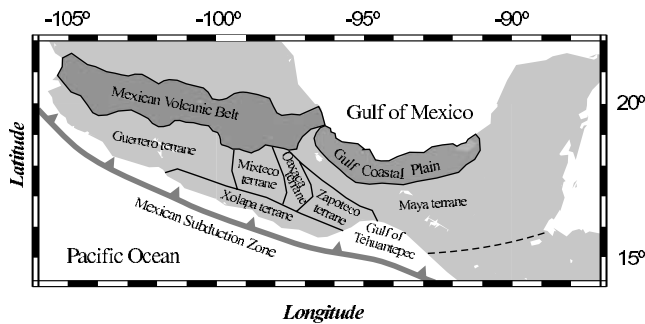 -105°
-100°
-95°
-90°
Mexican Volcanic Belt
Gulf of Mexico
20°
Latitude
Guerrero terrane
Mixteco
terrane
Oaxaca
terrane
Zapoteco
terrane
Gulf Coastal Plain
Maya terrane
Xolapa terrane
Gulf of
Tehuantepec
Mexican Subduction Zone
Pacific Ocean
15°
Longitude